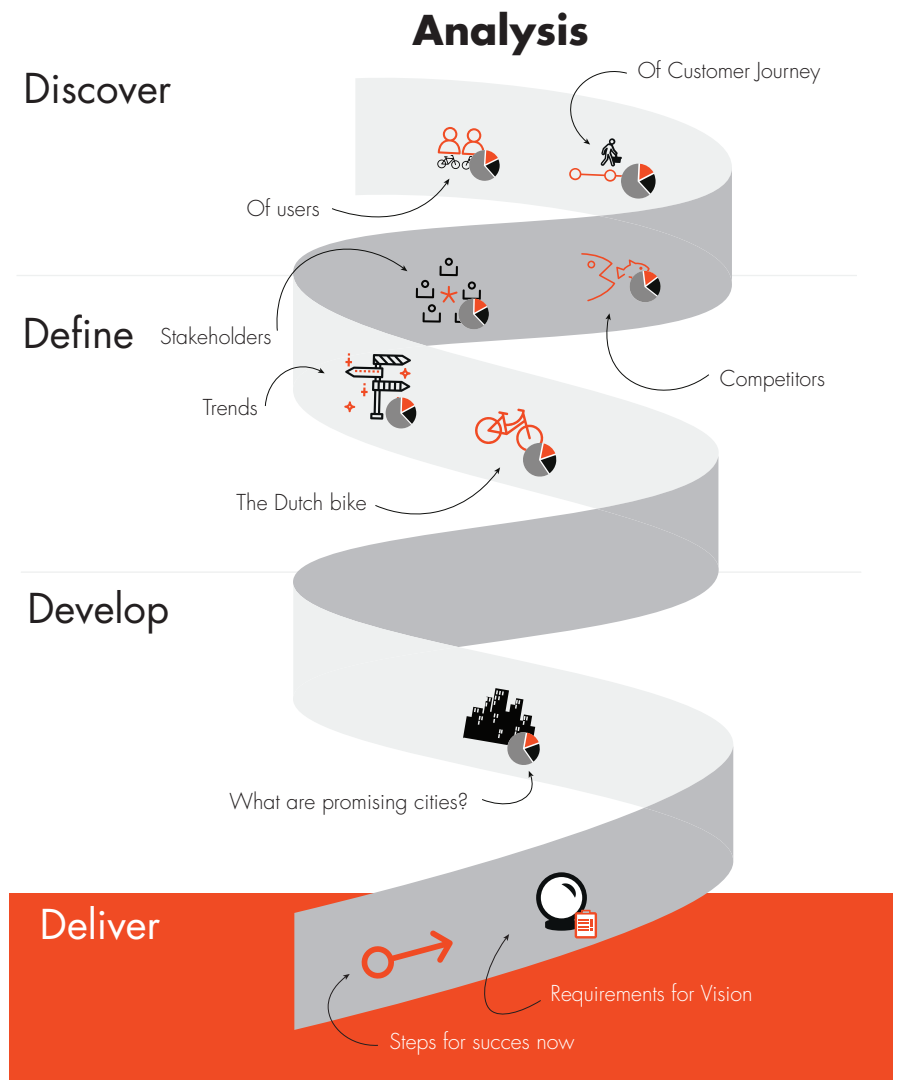 Analysis
Discover
Of Customer Journey
Of users
Define
Stakeholders
Competitors
Trends
The Dutch bike
Develop
What are promising cities?
Deliver
Requirements for Vision
Steps for succes now